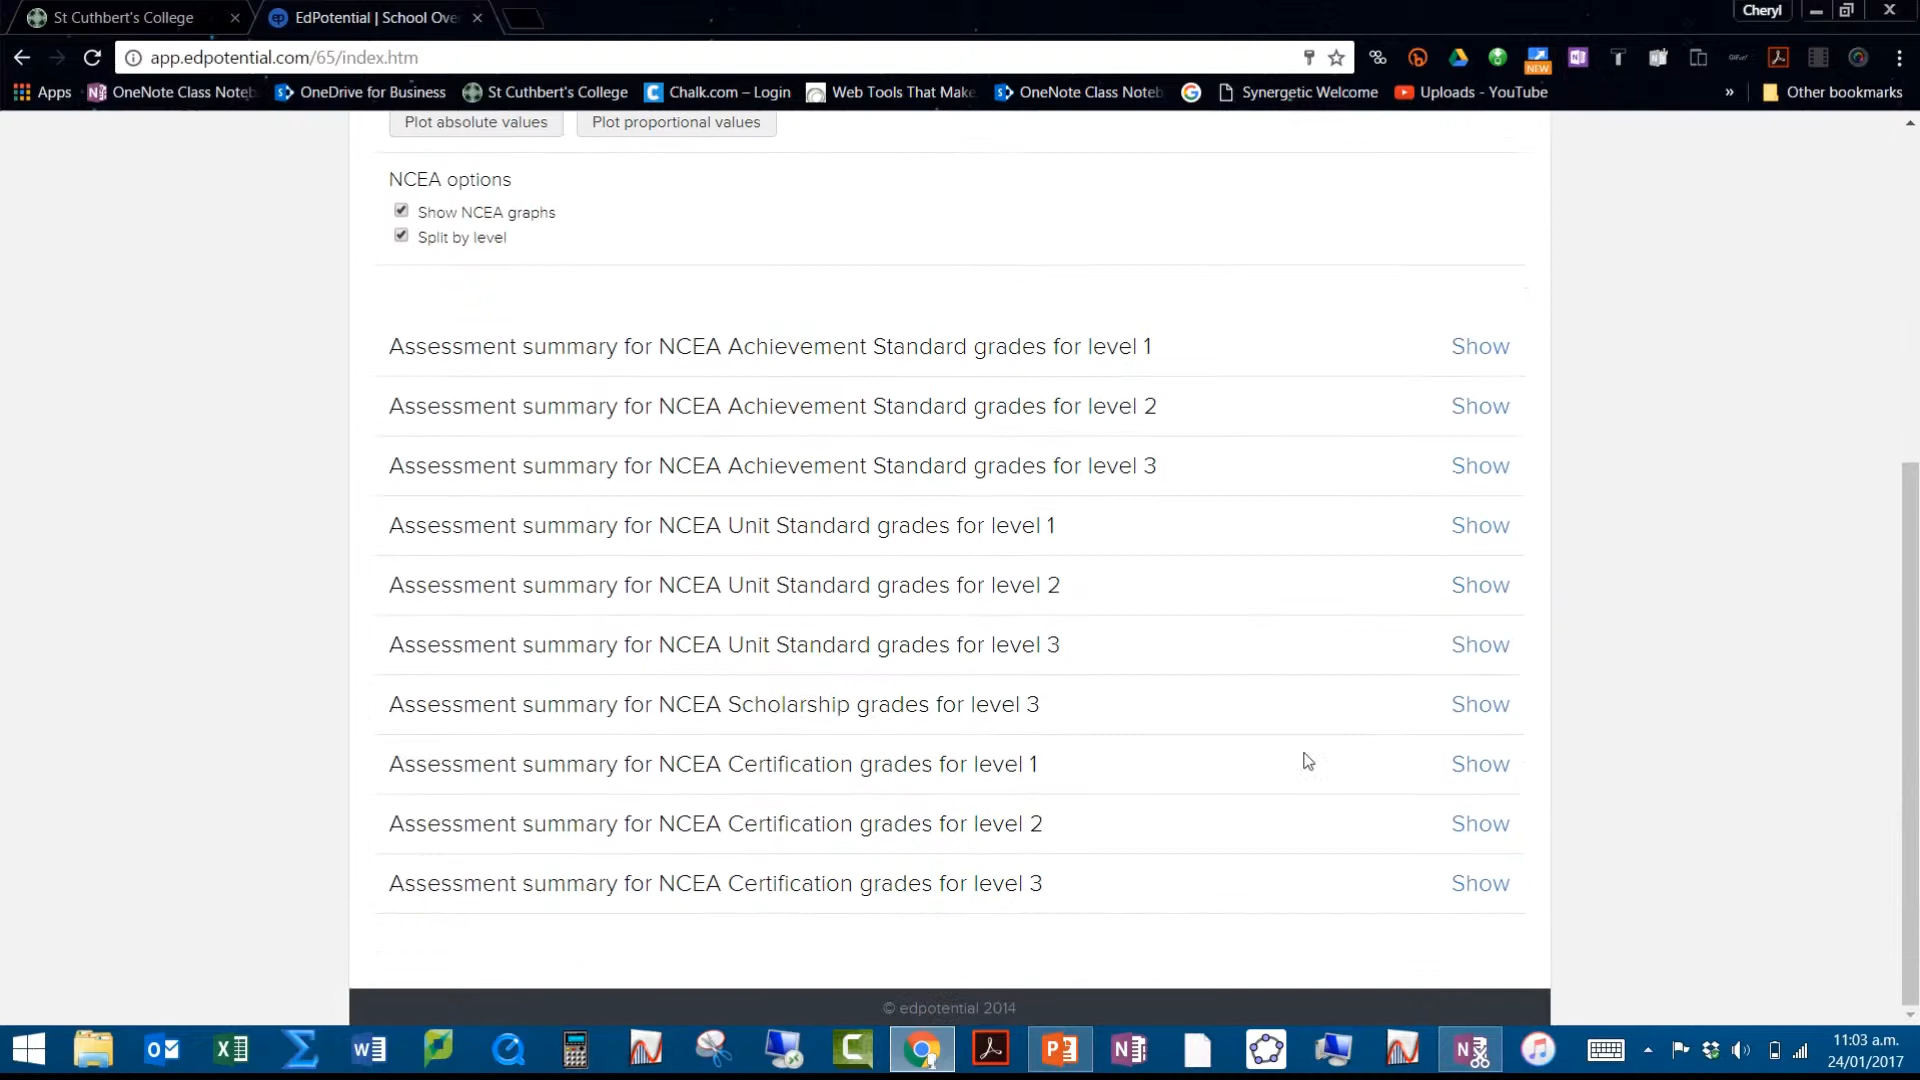 St Cuthbert's College
EdPotential | School Ove
Cheryl
app.edpotential.com/65/index.htm
NEW
Apps
OneNote Class Noteb
OneDrive for Business
St Cuthbert's College
Chalk.com – Login
Web Tools That Make
OneNote Class Noteb
Synergetic Welcome
Uploads - YouTube
»
Other bookmarks
Plot absolute values
Plot proportional values
NCEA options
Show NCEA graphs
Split by level
Assessment summary for NCEA Achievement Standard grades for level 1 Show
Assessment summary for NCEA Achievement Standard grades for level 2 Show
Assessment summary for NCEA Achievement Standard grades for level 3 Show
Assessment summary for NCEA Unit Standard grades for level 1 Show
Assessment summary for NCEA Unit Standard grades for level 2 Show
Assessment summary for NCEA Unit Standard grades for level 3 Show
Assessment summary for NCEA Scholarship grades for level 3 Show
Assessment summary for NCEA Certification grades for level 1 Show
Assessment summary for NCEA Certification grades for level 2 Show
Assessment summary for NCEA Certification grades for level 3 Show
© edpotential 2014
11:03 a.m.
24/01/2017